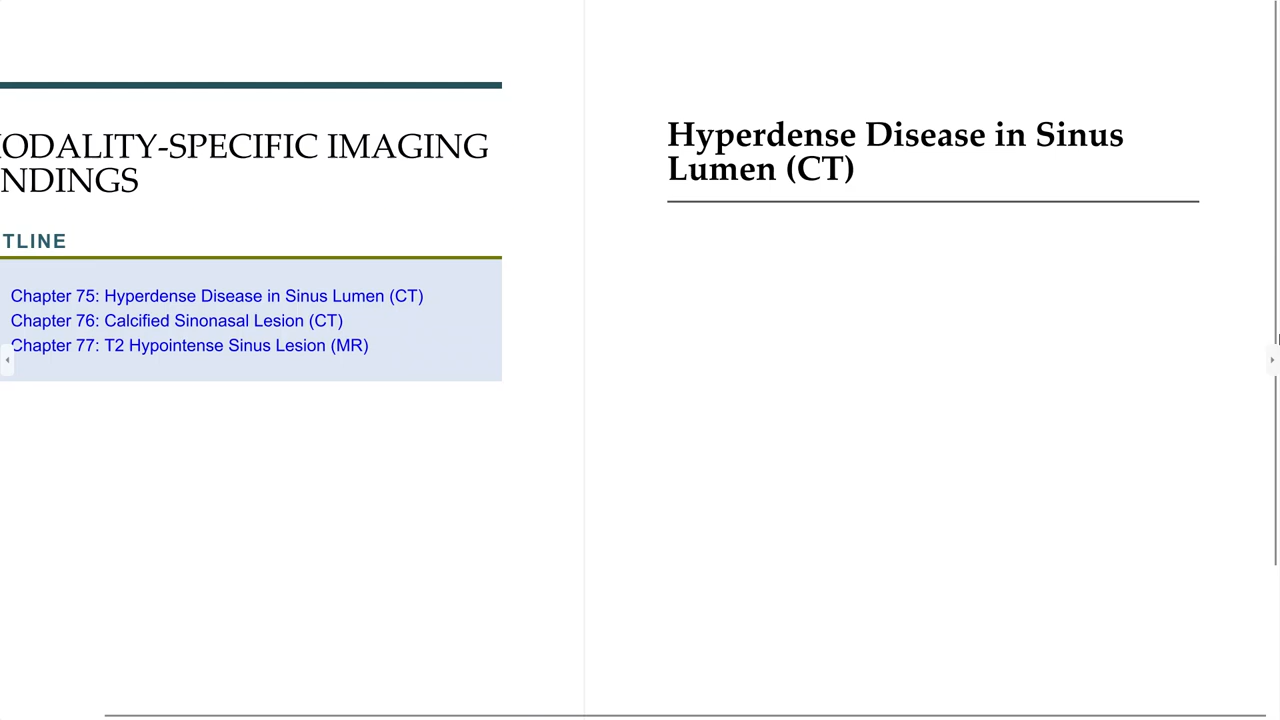 ODALITY-SPECIFIC IMAGING
NDINGS
TLINE
Chapter 75: Hyperdense Disease in Sinus Lumen (CT)
Chapter 76: Calcified Sinonasal Lesion (CT)
Chapter 77: T2 Hypointense Sinus Lesion (MR)
Hyperdense Disease in Sinus
Lumen (CT)